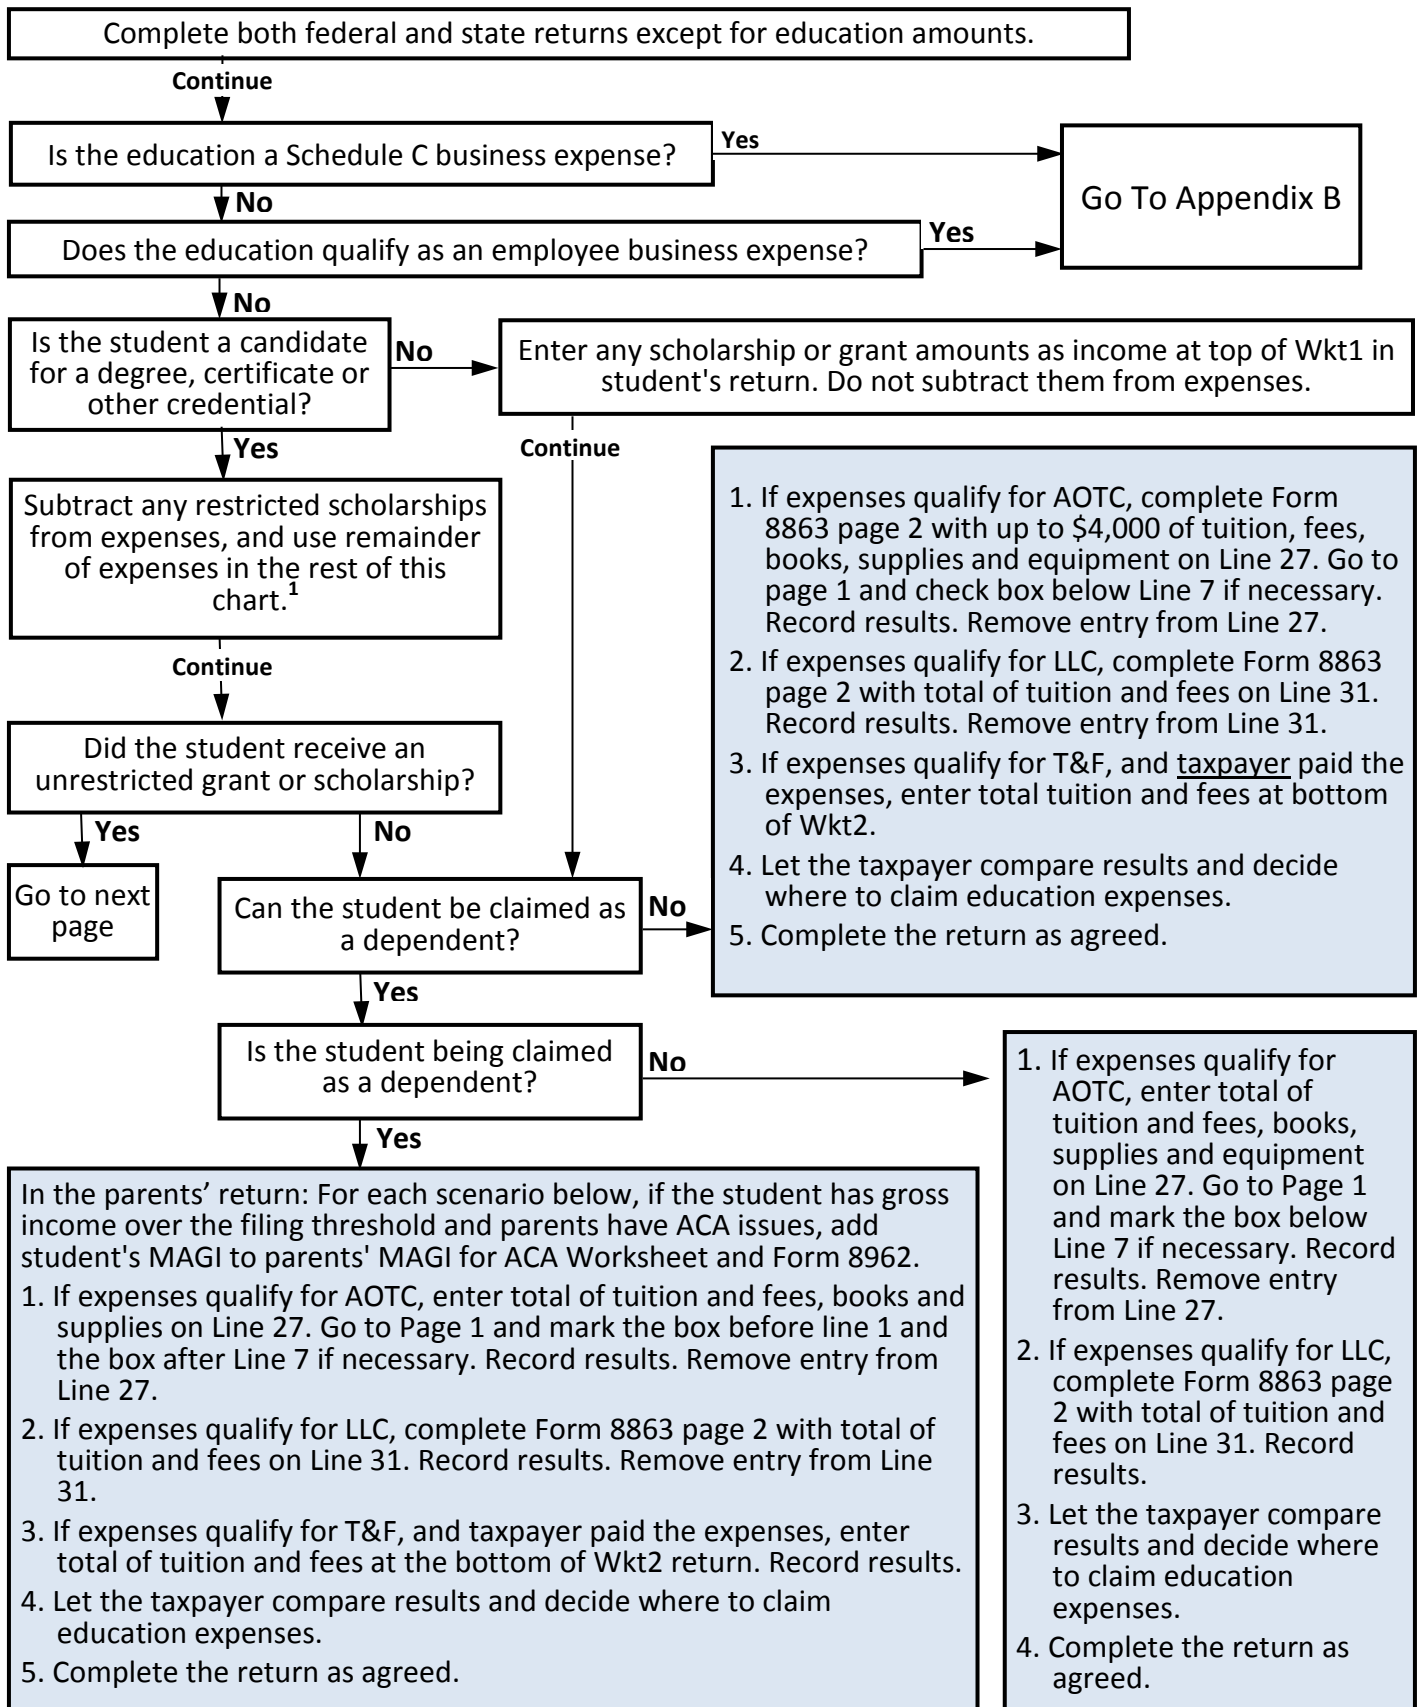 Complete both federal and state returns except for education amounts.
Continue
Is the education a Schedule C business expense?
Yes
Go To Appendix B
No
Does the education qualify as an employee business expense?
Yes
No
Is the student a candidate
for a degree, certificate or
other credential?
No
Enter any scholarship or grant amounts as income at top of Wkt1 in
student's return. Do not subtract them from expenses.
Yes
Continue
Subtract any restricted scholarships
from expenses, and use remainder
of expenses in the rest of this
chart.1
Continue
Did the student receive an
unrestricted grant or scholarship?
Yes
No
Go to next
page
Can the student be claimed as
a dependent?
No
1. If expenses qualify for AOTC, complete Form
8863 page 2 with up to $4,000 of tuition, fees,
books, supplies and equipment on Line 27. Go to
page 1 and check box below Line 7 if necessary.
Record results. Remove entry from Line 27.
2. If expenses qualify for LLC, complete Form 8863
page 2 with total of tuition and fees on Line 31.
Record results. Remove entry from Line 31.
3. If expenses qualify for T&F, and taxpayer paid the
expenses, enter total tuition and fees at bottom
of Wkt2.
4. Let the taxpayer compare results and decide
where to claim education expenses.
5. Complete the return as agreed.
Yes
Is the student being claimed
as a dependent?
No
Yes
1. If expenses qualify for
AOTC, enter total of
tuition and fees, books,
supplies and equipment
on Line 27. Go to Page 1
and mark the box below
Line 7 if necessary. Record
results. Remove entry
from Line 27.
2. If expenses qualify for LLC,
complete Form 8863 page
2 with total of tuition and
fees on Line 31. Record
results.
3. Let the taxpayer compare
results and decide where
to claim education
expenses.
4. Complete the return as
agreed.
In the parents’ return: For each scenario below, if the student has gross
income over the filing threshold and parents have ACA issues, add
student's MAGI to parents' MAGI for ACA Worksheet and Form 8962.
1. If expenses qualify for AOTC, enter total of tuition and fees, books and
supplies on Line 27. Go to Page 1 and mark the box before line 1 and
the box after Line 7 if necessary. Record results. Remove entry from
Line 27.
2. If expenses qualify for LLC, complete Form 8863 page 2 with total of
tuition and fees on Line 31. Record results. Remove entry from Line
31.
3. If expenses qualify for T&F, and taxpayer paid the expenses, enter
total of tuition and fees at the bottom of Wkt2 return. Record results.
4. Let the taxpayer compare results and decide where to claim
education expenses.
5. Complete the return as agreed.